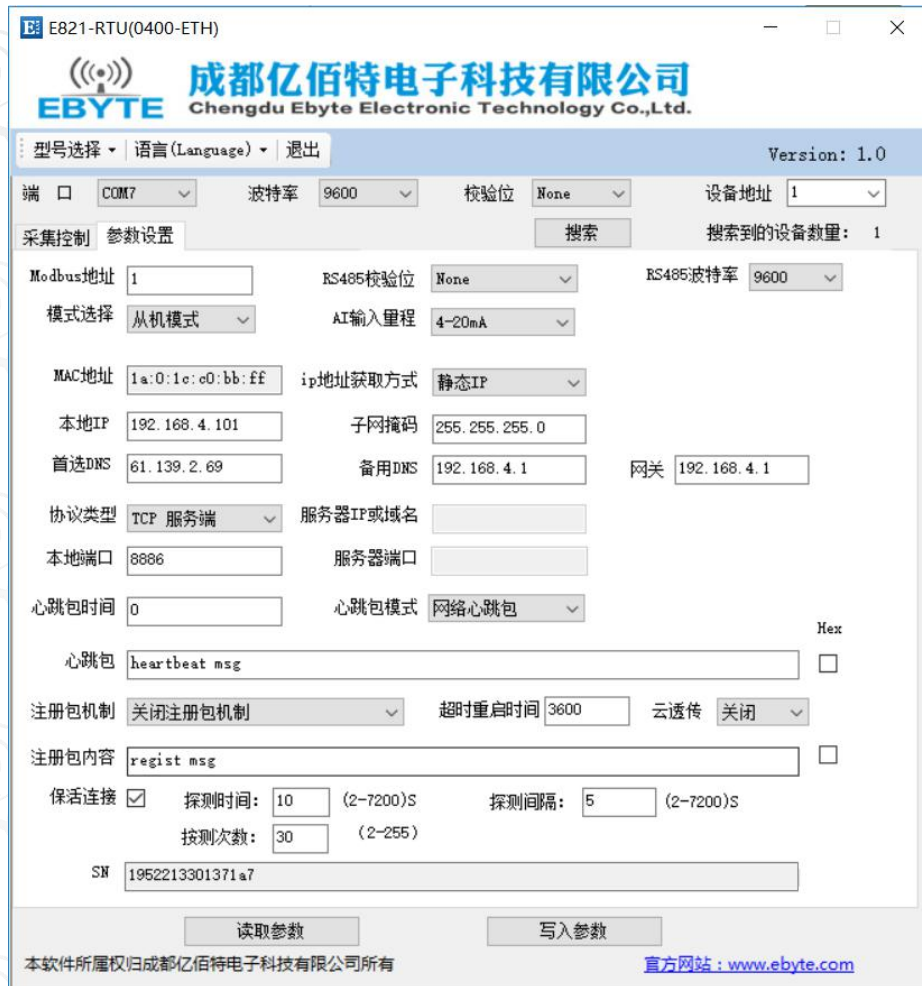 E821-RTU(0400-ETH)
EBYTE 成都亿佰特电子科技有限公司
Chengdu Ebyte Electronic Technology Co.,Ltd.
型号选择 语言(Language) 退出 Version: 1.0
端 口 COM7 波特率 9600 校验位 None 设备地址 1
采集控制 参数设置 搜索 搜索到的设备数量: 1
Modbus地址 1 RS485校验位 None RS485波特率 9600
模式选择 从机模式 AI输入量程 4-20mA
MAC地址 1a:0:1c:c0:bb:ff ip地址获取方式 静态IP
本地IP 192.168.4.101 子网掩码 255.255.255.0
首选DNS 61.139.2.69 备用DNS 192.168.4.1 网关 192.168.4.1
协议类型 TCP 服务端 服务器IP或域名
本地端口 8886 服务器端口
心跳包时间 0 心跳包模式 网络心跳包
Hex
心跳包 heartbeat msg
注册包机制 关闭注册包机制 超时重启时间 3600 云透传 关闭
注册包内容 regist msg
保活连接 探测时间: 10 (2-7200)S 探测间隔: 5 (2-7200)S
按测次数: 30 (2-255)
SN 1952213301371a7
读取参数 写入参数
本软件所属权归成都亿佰特电子科技有限公司所有 官方网站：www.ebyte.com